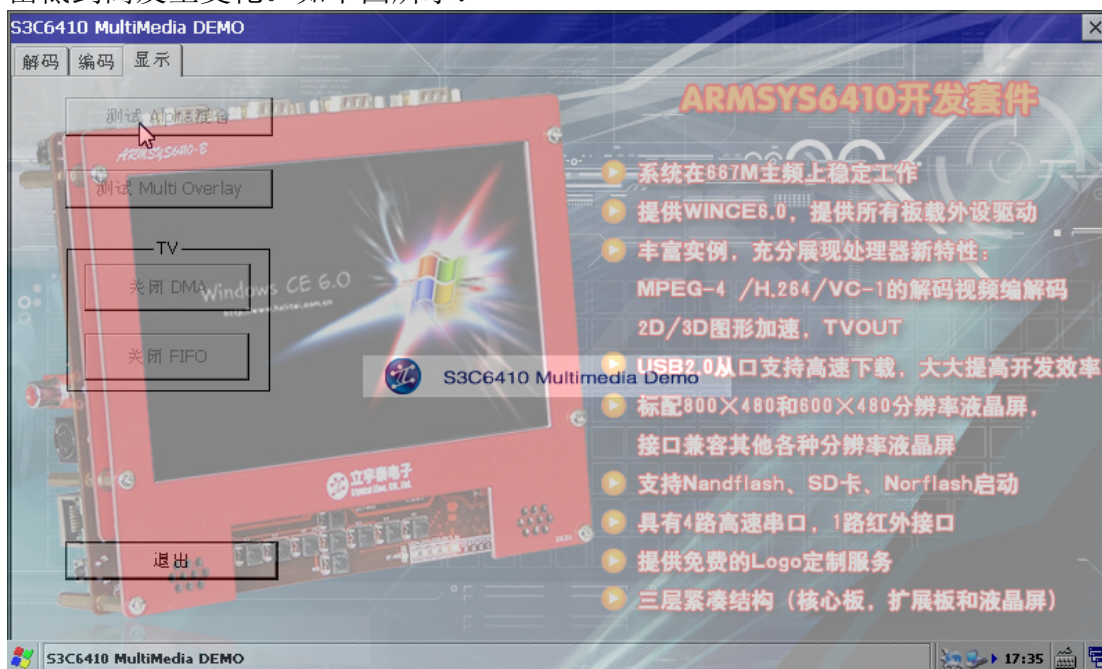 S3C6410 MultiMedia DEMO
解码 编码 显示
测试 Alpha混合
测试 Multi Overlay
TV
关闭 DMA
关闭 FIFO
退出
ARMSYS6410-B
Windows CE 6.0
立宇泰电子
S3C6410 Multimedia Demo
ARMSYS6410开发套件
系统在667M主频上稳定工作
提供WINCE6.0，提供所有板载外设驱动
丰富实例，充分展现处理器新特性：
MPEG-4 /H.264/VC-1的解码视频编解码
2D/3D图形加速，TVOUT
USB2.0从口支持高速下载，大大提高开发效率
标配800×480和600×480分辨率液晶屏，
接口兼容其他各种分辨率液晶屏
支持Nandflash、SD卡、Norflash启动
具有4路高速串口，1路红外接口
提供免费的Logo定制服务
三层紧凑结构（核心板，扩展板和液晶屏）
S3C6410 MultiMedia DEMO
17:35